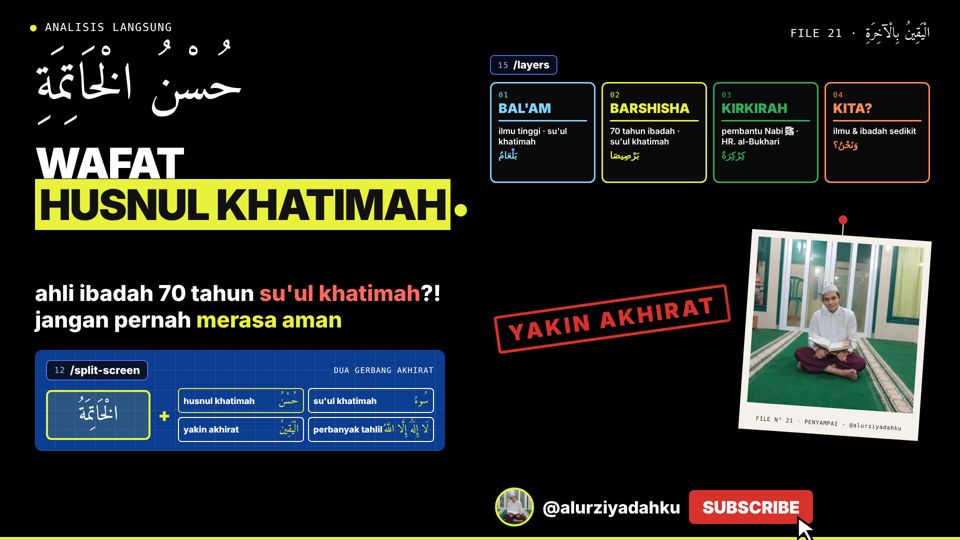 ANALISIS LANGSUNG
حُسْنُ الْخَاتِمَةِ
WAFAT
HUSNUL KHATIMAH
ahli ibadah 70 tahun su'ul khatimah?!
jangan pernah merasa aman
12 /split-screen
DUA GERBANG AKHIRAT
الْخَاتِمَةُ
+
husnul khatimah حُسْنُ
su'ul khatimah سُوءُ
yakin akhirat الْيَقِينُ
perbanyak tahlil لَا إِلٰهَ إِلَّا اللّٰهُ
FILE 21 · الْيَقِينُ بِالْآخِرَةِ
15 /layers
01
BAL'AM
ilmu tinggi · su'ul
khatimah
بَلْعَامُ
02
BARSHISHA
70 tahun ibadah ·
su'ul khatimah
بَرْصِيصَا
03
KIRKIRAH
pembantu Nabi ﷺ ·
HR. al-Bukhari
كِرْكِرَةُ
04
KITA?
ilmu & ibadah sedikit
وَنَحْنُ؟
YAKIN AKHIRAT
FILE N° 21 · PENYAMPAI · @alurziyadahku
@alurziyadahku
SUBSCRIBE